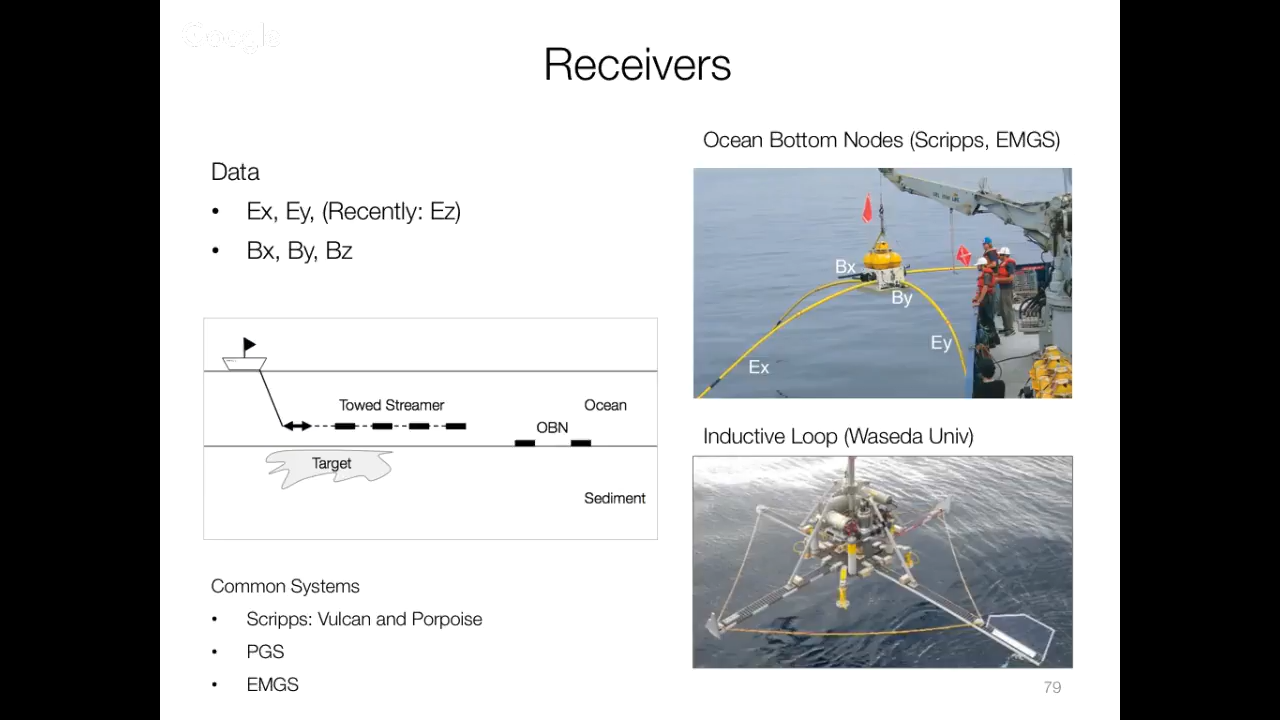 Google
Receivers
Data
• Ex, Ey, (Recently: Ez)
• Bx, By, Bz
Towed Streamer
Ocean
OBN
Target
Sediment
Common Systems
• Scripps: Vulcan and Porpoise
• PGS
• EMGS
Ocean Bottom Nodes (Scripps, EMGS)
Bx
By
Ey
Ex
Inductive Loop (Waseda Univ)
79